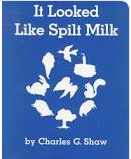 It Looked
Like Spilt Milk
by Charles G. Shaw